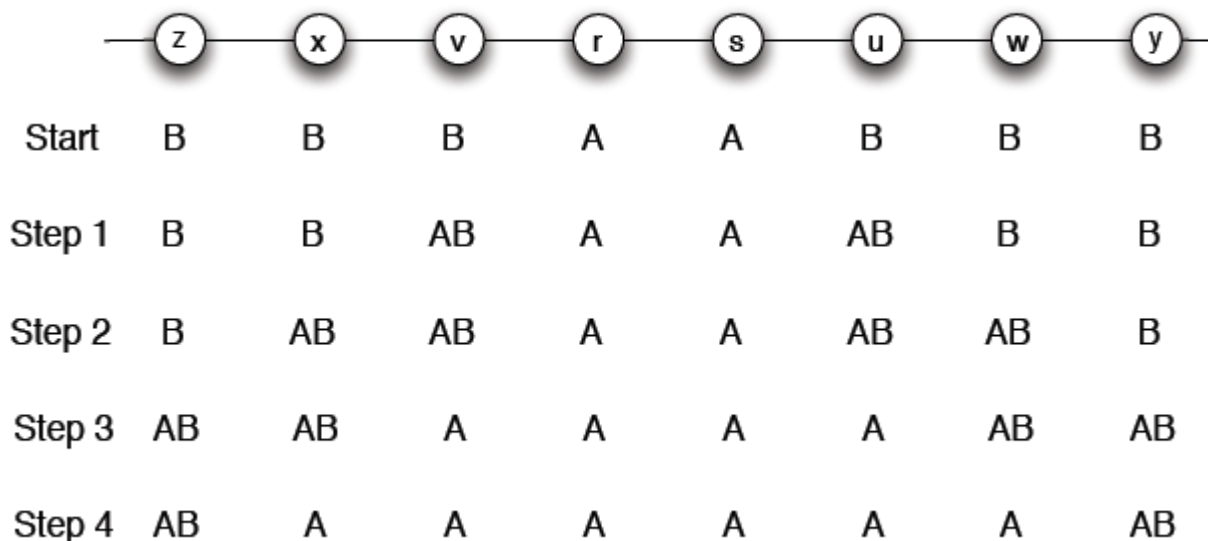 z x v r s u w y
Start B B B A A B B B
Step 1 B B AB A A AB B B
Step 2 B AB AB A A AB AB B
Step 3 AB AB A A A A AB AB
Step 4 AB A A A A A A AB